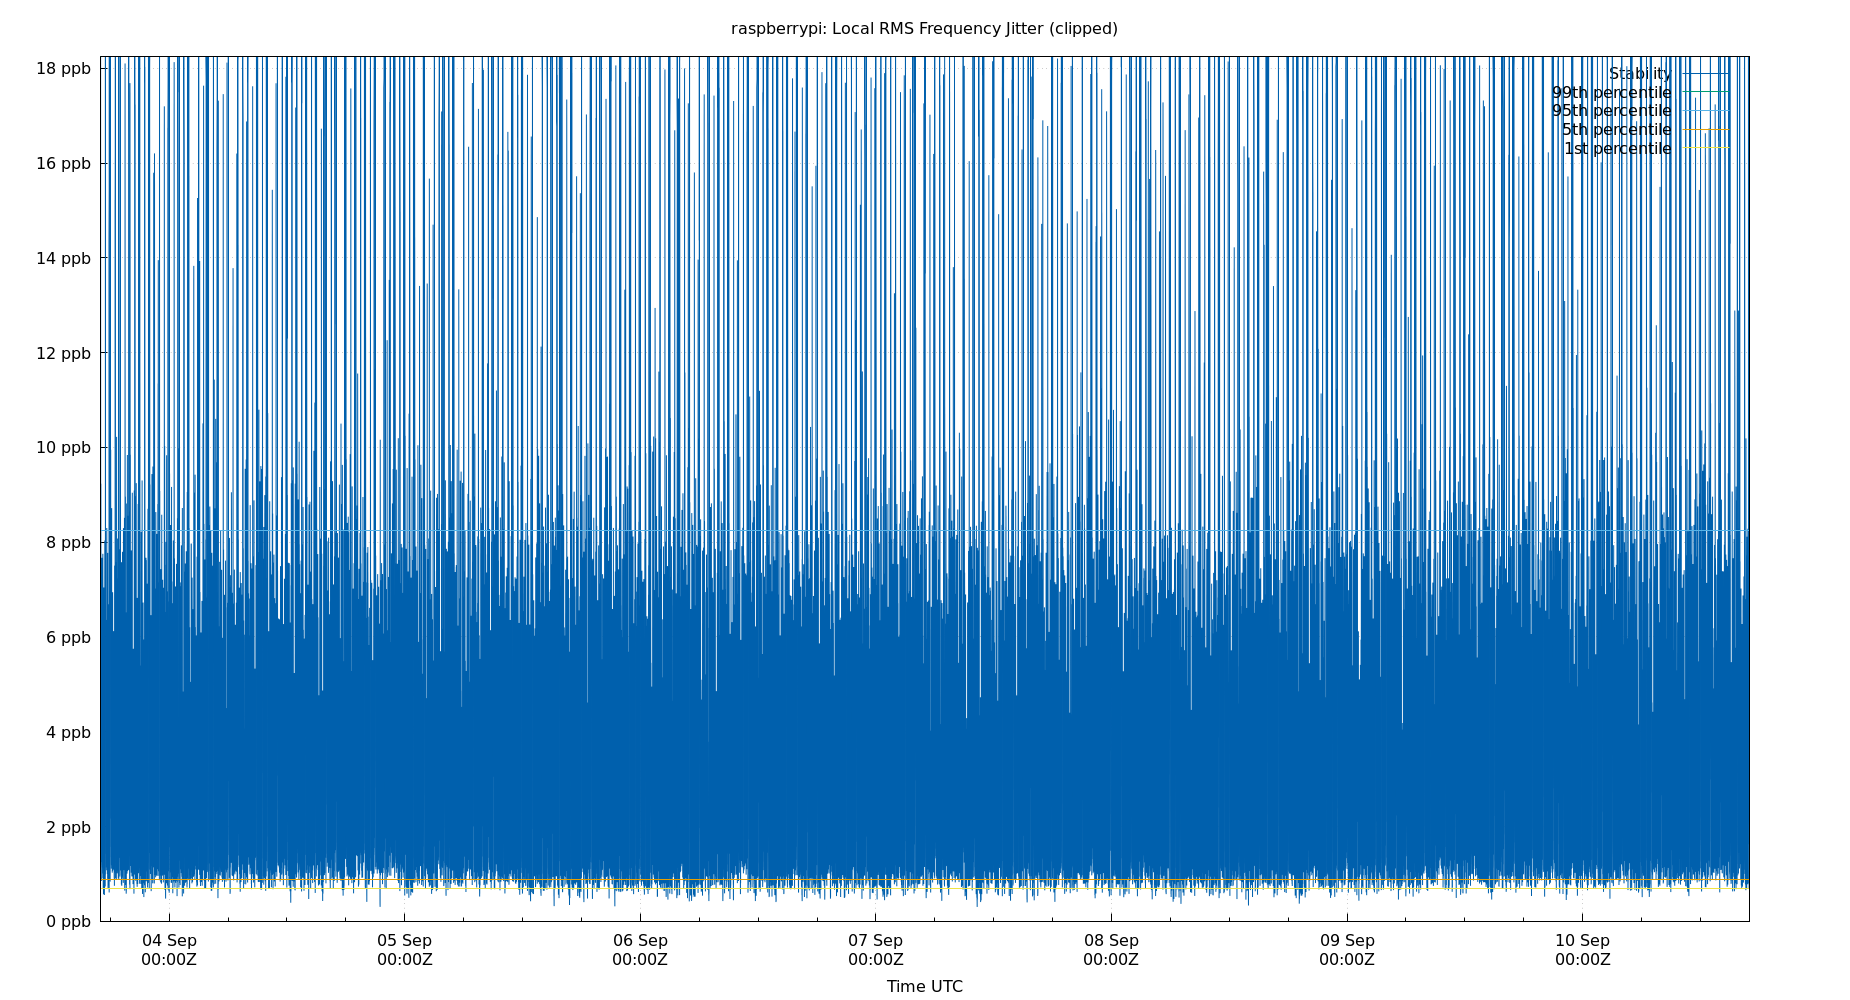 raspberrypi: Local RMS Frequency Jitter (clipped)
18 ppb
16 ppb
14 ppb
12 ppb
10 ppb
8 ppb
6 ppb
4 ppb
2 ppb
0 ppb
Stability
99th percentile
95th percentile
5th percentile
1st percentile
04 Sep
00:00Z
05 Sep
00:00Z
06 Sep
00:00Z
07 Sep
00:00Z
08 Sep
00:00Z
09 Sep
00:00Z
10 Sep
00:00Z
Time UTC